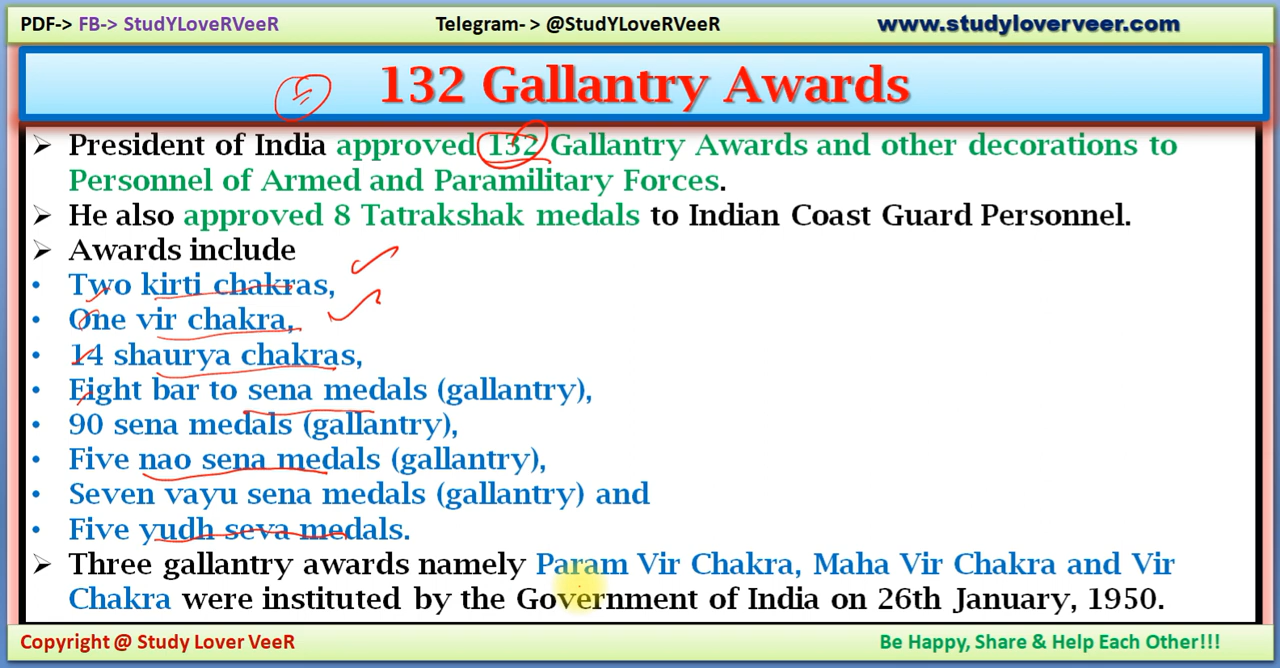 PDF-> FB-> StudYLoveRVeeR Telegram- > @StudYLoveRVeeR www.studyloverveer.com
5 132 Gallantry Awards
➢ President of India approved 132 Gallantry Awards and other decorations to
Personnel of Armed and Paramilitary Forces.
➢ He also approved 8 Tatrakshak medals to Indian Coast Guard Personnel.
➢ Awards include
• Two kirti chakras,
• One vir chakra,
• 14 shaurya chakras,
• Eight bar to sena medals (gallantry),
• 90 sena medals (gallantry),
• Five nao sena medals (gallantry),
• Seven vayu sena medals (gallantry) and
• Five yudh seva medals.
➢ Three gallantry awards namely Param Vir Chakra, Maha Vir Chakra and Vir
Chakra were instituted by the Government of India on 26th January, 1950.
Copyright @ Study Lover VeeR Be Happy, Share & Help Each Other!!!